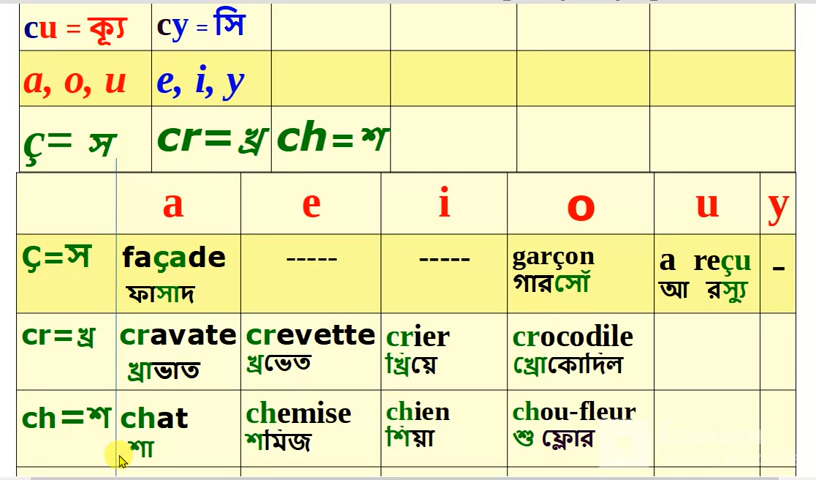 cu = ক্যূ cy = সি
a, o, u e, i, y
ç= স cr=খ্র ch=শ
a e i o u y
Ç=স façade ----- ----- garçon a reçu -
ফাসাদ গারসোঁ আ রস্যু
cr=খ্র cravate crevette crier crocodile
খ্রাভাত খ্রভেত খ্রিয়ে খ্রোকোদিল
ch=শ chat chemise chien chou-fleur
শা শমিজ শিয়া শু ফ্লোর